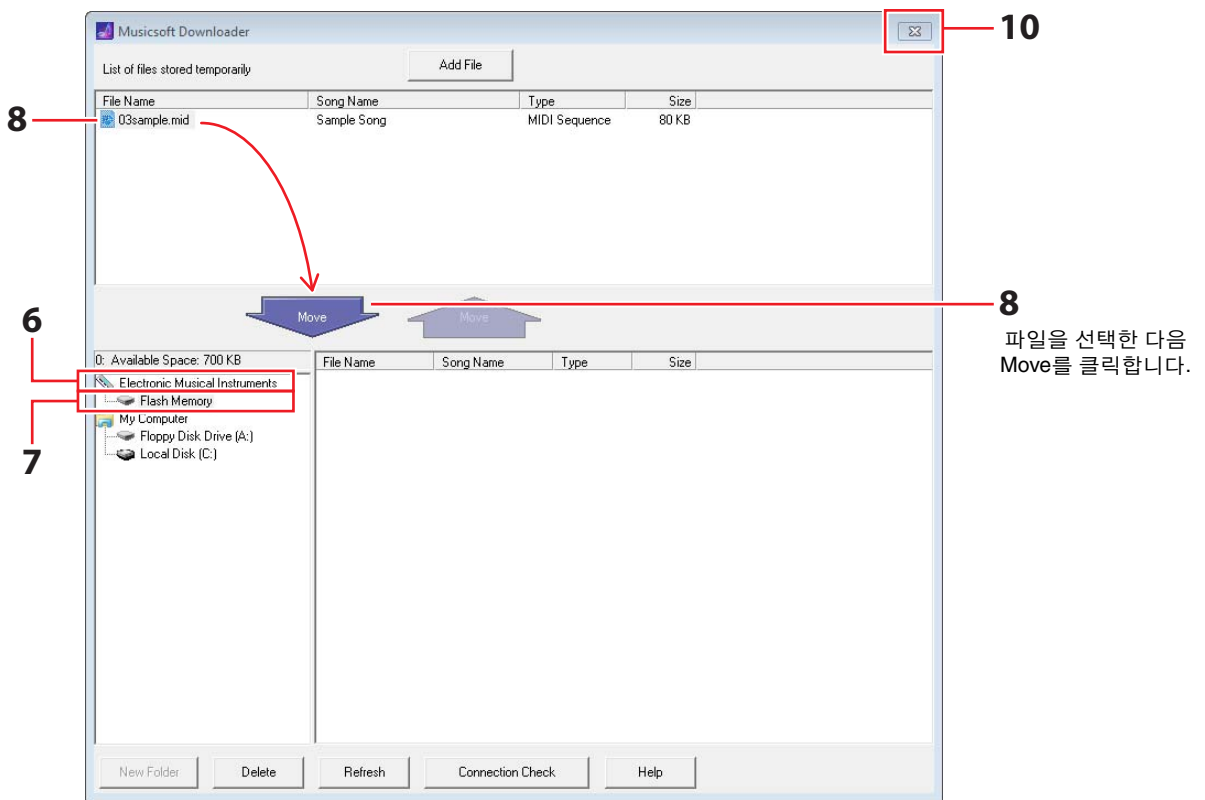 Musicsoft Downloader
10
List of files stored temporarily
Add File
File Name Song Name Type Size
8
03sample.mid Sample Song MIDI Sequence 80 KB
Move
Move
8
파일을 선택한 다음
Move를 클릭합니다.
6
0: Available Space: 700 KB
File Name Song Name Type Size
Electronic Musical Instruments
Flash Memory
7
My Computer
Floppy Disk Drive (A:)
Local Disk (C:)
New Folder Delete Refresh Connection Check Help